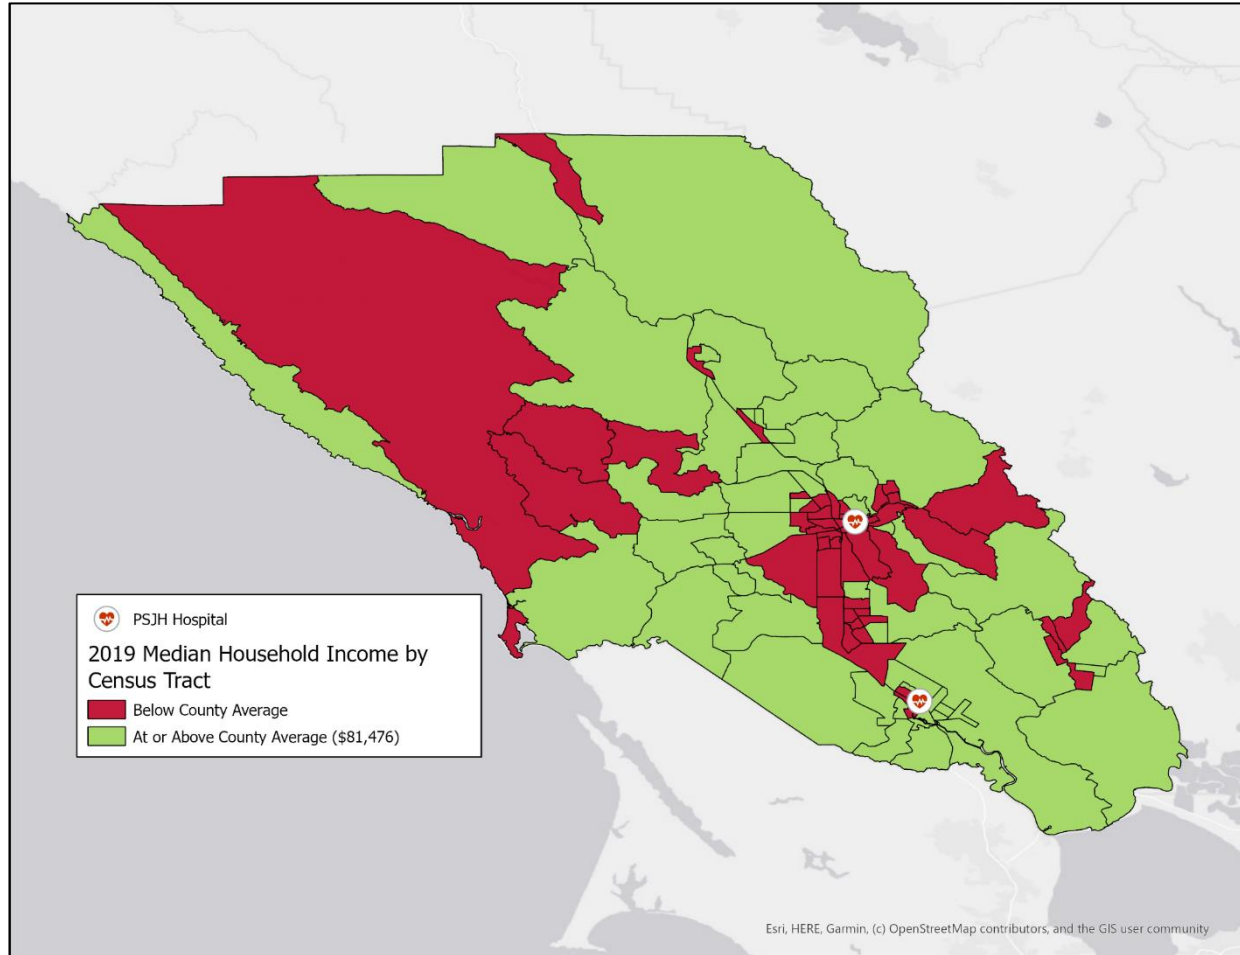 PSJH Hospital
2019 Median Household Income by
Census Tract
Below County Average
At or Above County Average ($81,476)
Esri, HERE, Garmin, (c) OpenStreetMap contributors, and the GIS user community